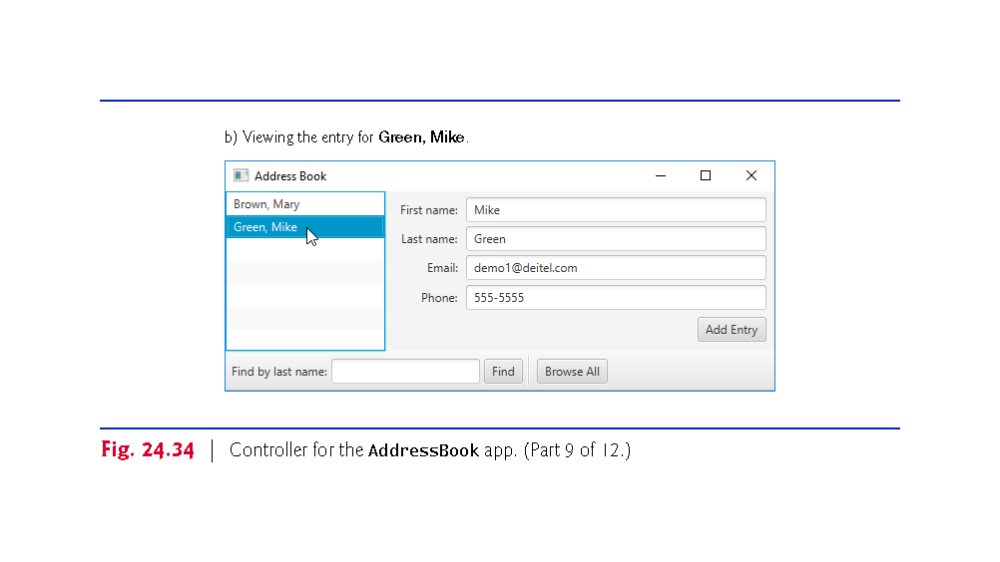 b) Viewing the entry for Green, Mike.
Address Book
Brown, Mary
Green, Mike
First name: Mike
Last name: Green
Email: demo1@deitel.com
Phone: 555-5555
Add Entry
Find by last name: Find Browse All
Fig. 24.34 | Controller for the AddressBook app. (Part 9 of 12.)